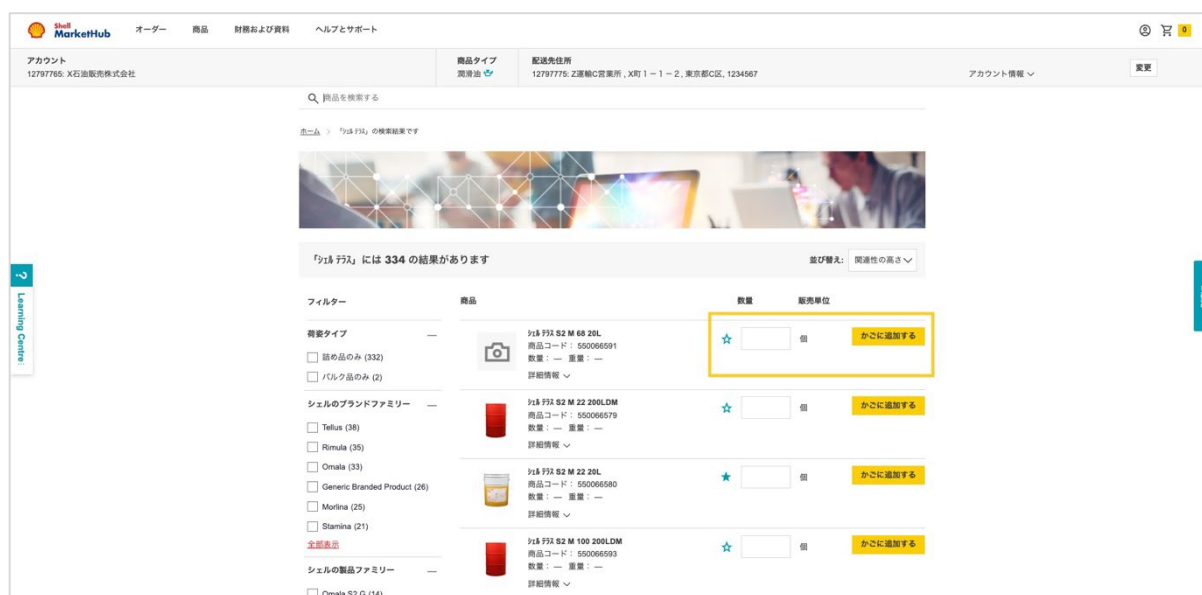 Shell
MarketHub
オーダー 商品 財務および資料 ヘルプとサポート
0
アカウント
12797765: X石油販売株式会社
商品タイプ
潤滑油
配送先住所
12797775: Z運輸C営業所 , X町１－１－２, 東京都C区, 1234567
アカウント情報
変更
商品を検索する
ホーム > 「ｼｪﾙ ﾃﾗｽ」の検索結果です
「ｼｪﾙ ﾃﾗｽ」には 334 の結果があります
並び替え: 関連性の高さ
? Learning Centre
フィルター
荷姿タイプ
詰め品のみ (332)
バルク品のみ (2)
シェルのブランドファミリー
Tellus (38)
Rimula (35)
Omala (33)
Generic Branded Product (26)
Morlina (25)
Stamina (21)
全部表示
シェルの製品ファミリー
Omala S2 G (14)
商品 数量 販売単位
ｼｪﾙ ﾃﾗｽ S2 M 68 20L
商品コード： 550066591
数量： — 重量： —
詳細情報
個 かごに追加する
ｼｪﾙ ﾃﾗｽ S2 M 22 200LDM
商品コード： 550066579
数量： — 重量： —
詳細情報
個 かごに追加する
ｼｪﾙ ﾃﾗｽ S2 M 22 20L
商品コード： 550066580
数量： — 重量： —
詳細情報
個 かごに追加する
ｼｪﾙ ﾃﾗｽ S2 M 100 200LDM
商品コード： 550066593
数量： — 重量： —
詳細情報
個 かごに追加する